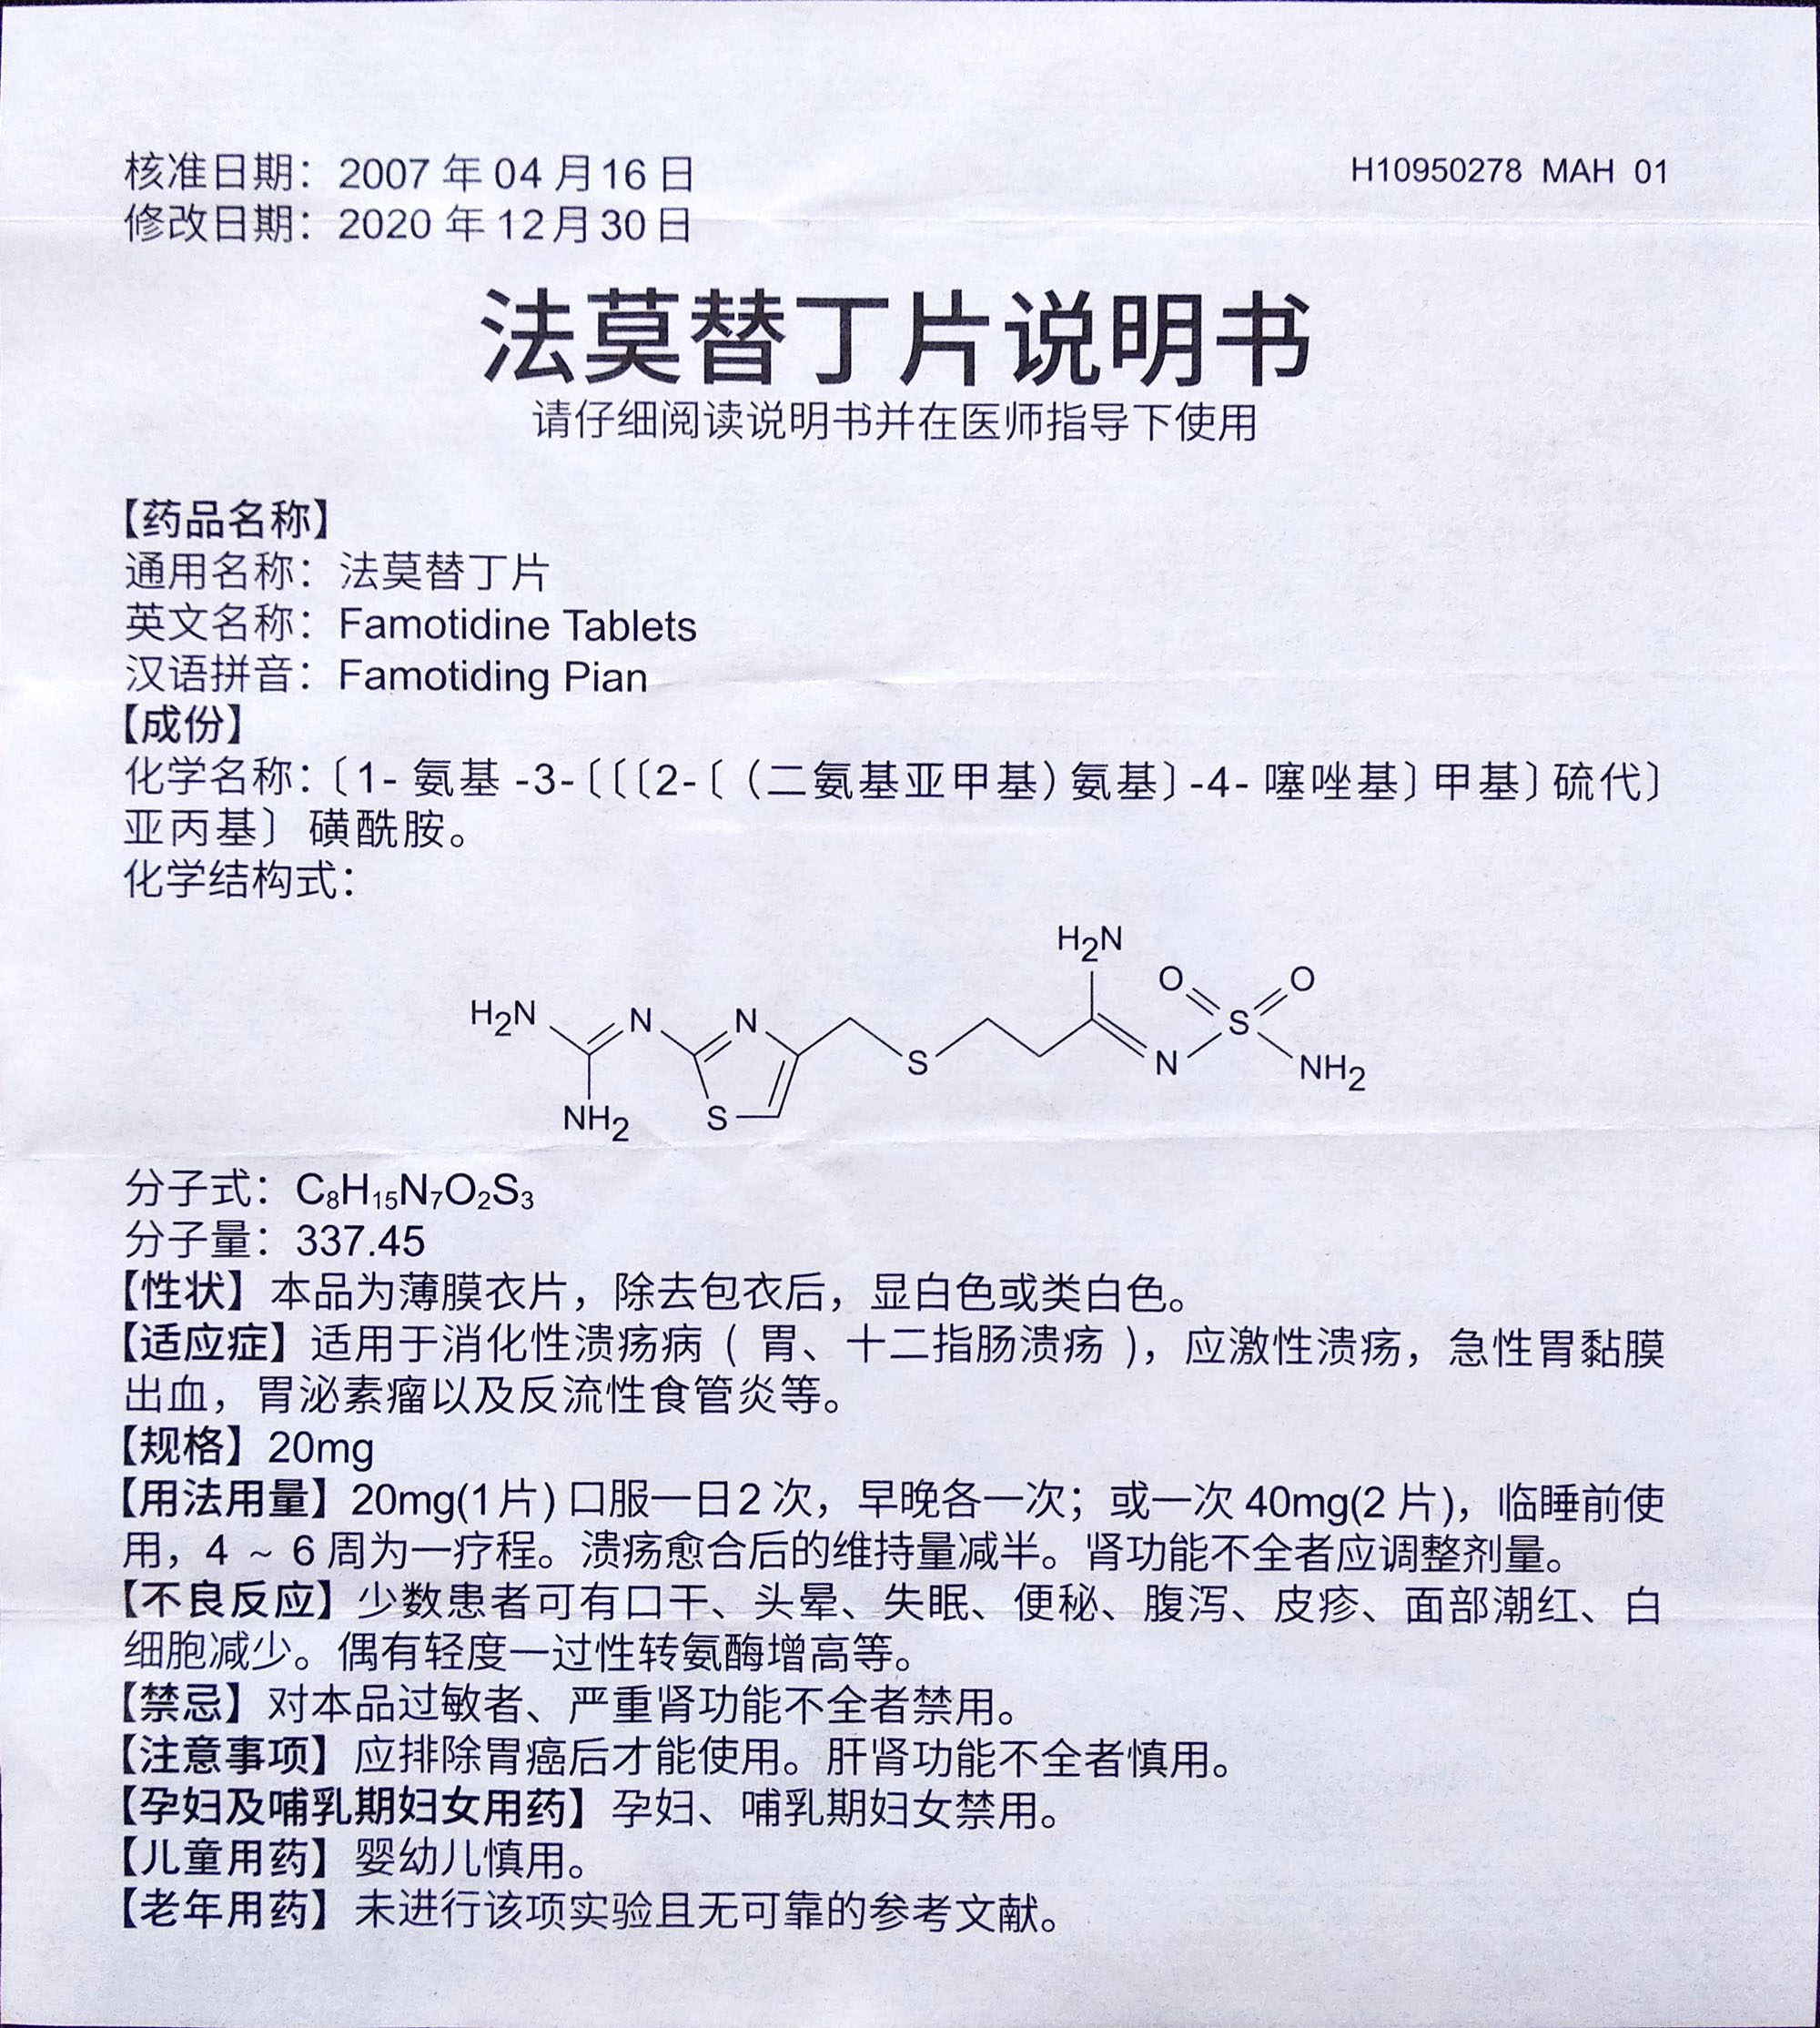 核准日期：2007 年 04 月 16 日
H10950278 MAH 01
修改日期：2020 年 12 月 30 日
法莫替丁片说明书
请仔细阅读说明书并在医师指导下使用
【药品名称】
通用名称：法莫替丁片
英文名称：Famotidine Tablets
汉语拼音：Famotiding Pian
【成份】
化学名称：〔1- 氨基 -3-〔〔〔2-〔（二氨基亚甲基）氨基〕-4- 噻唑基〕甲基〕硫代〕
亚丙基〕 磺酰胺。
化学结构式：
H₂N
H₂N N N S O O
S N NH₂
NH₂ S
分子式：C₈H₁₅N₇O₂S₃
分子量：337.45
【性状】本品为薄膜衣片，除去包衣后，显白色或类白色。
【适应症】适用于消化性溃疡病 ( 胃、十二指肠溃疡 )，应激性溃疡，急性胃黏膜
出血，胃泌素瘤以及反流性食管炎等。
【规格】20mg
【用法用量】20mg(1片) 口服一日2 次，早晚各一次；或一次 40mg(2 片)，临睡前使
用，4 ~ 6 周为一疗程。溃疡愈合后的维持量减半。肾功能不全者应调整剂量。
【不良反应】少数患者可有口干、头晕、失眠、便秘、腹泻、皮疹、面部潮红、白
细胞减少。偶有轻度一过性转氨酶增高等。
【禁忌】对本品过敏者、严重肾功能不全者禁用。
【注意事项】应排除胃癌后才能使用。肝肾功能不全者慎用。
【孕妇及哺乳期妇女用药】孕妇、哺乳期妇女禁用。
【儿童用药】婴幼儿慎用。
【老年用药】未进行该项实验且无可靠的参考文献。